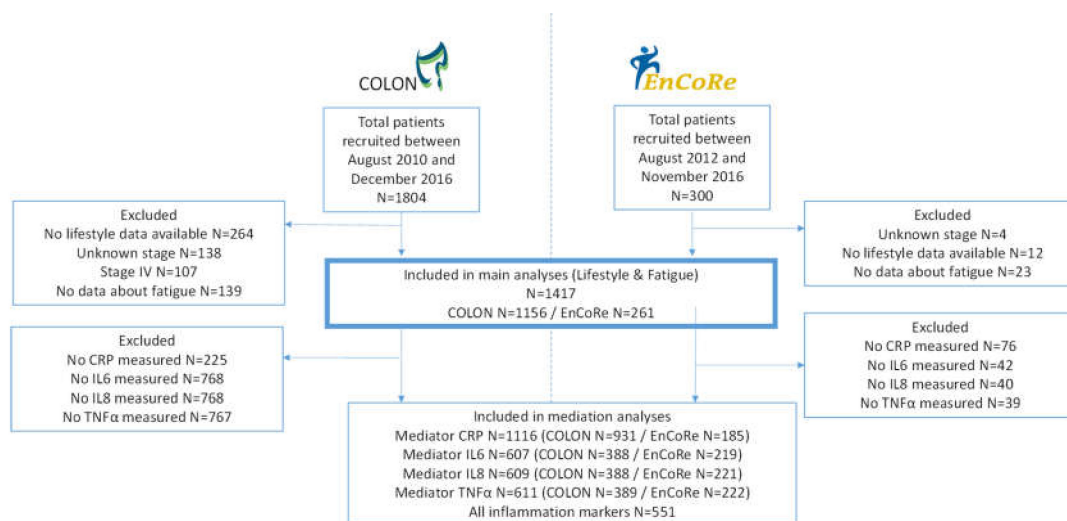 COLON
EnCoRe
Total patients
recruited between
August 2010 and
December 2016
N=1804
Total patients
recruited between
August 2012 and
November 2016
N=300
Excluded
No lifestyle data available N=264
Unknown stage N=138
Stage IV N=107
No data about fatigue N=139
Excluded
Unknown stage N=4
No lifestyle data available N=12
No data about fatigue N=23
Included in main analyses (Lifestyle & Fatigue)
N=1417
COLON N=1156 / EnCoRe N=261
Excluded
No CRP measured N=225
No IL6 measured N=768
No IL8 measured N=768
No TNFα measured N=767
Excluded
No CRP measured N=76
No IL6 measured N=42
No IL8 measured N=40
No TNFα measured N=39
Included in mediation analyses
Mediator CRP N=1116 (COLON N=931 / EnCoRe N=185)
Mediator IL6 N=607 (COLON N=388 / EnCoRe N=219)
Mediator IL8 N=609 (COLON N=388 / EnCoRe N=221)
Mediator TNFα N=611 (COLON N=389 / EnCoRe N=222)
All inflammation markers N=551